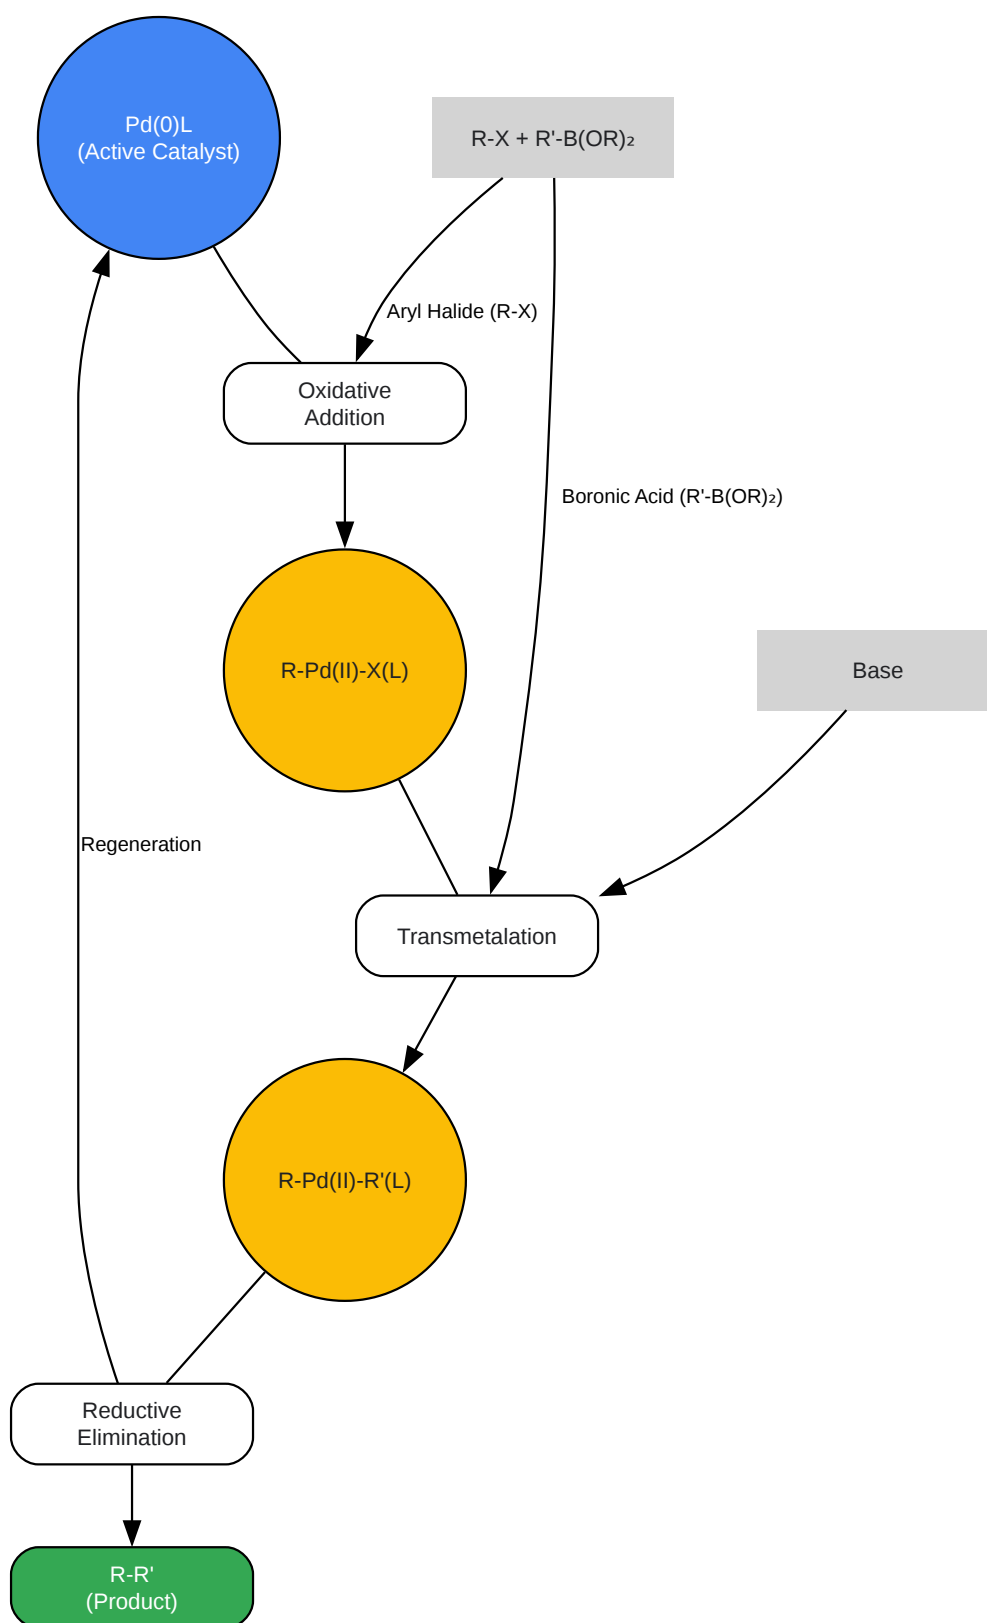 Pd(0)L
(Active Catalyst)
R-X + R'-B(OR)₂
Aryl Halide (R-X)
Oxidative
Addition
Boronic Acid (R'-B(OR)₂)
R-Pd(II)-X(L)
Base
Regeneration
Transmetalation
R-Pd(II)-R'(L)
Reductive
Elimination
R-R'
(Product)